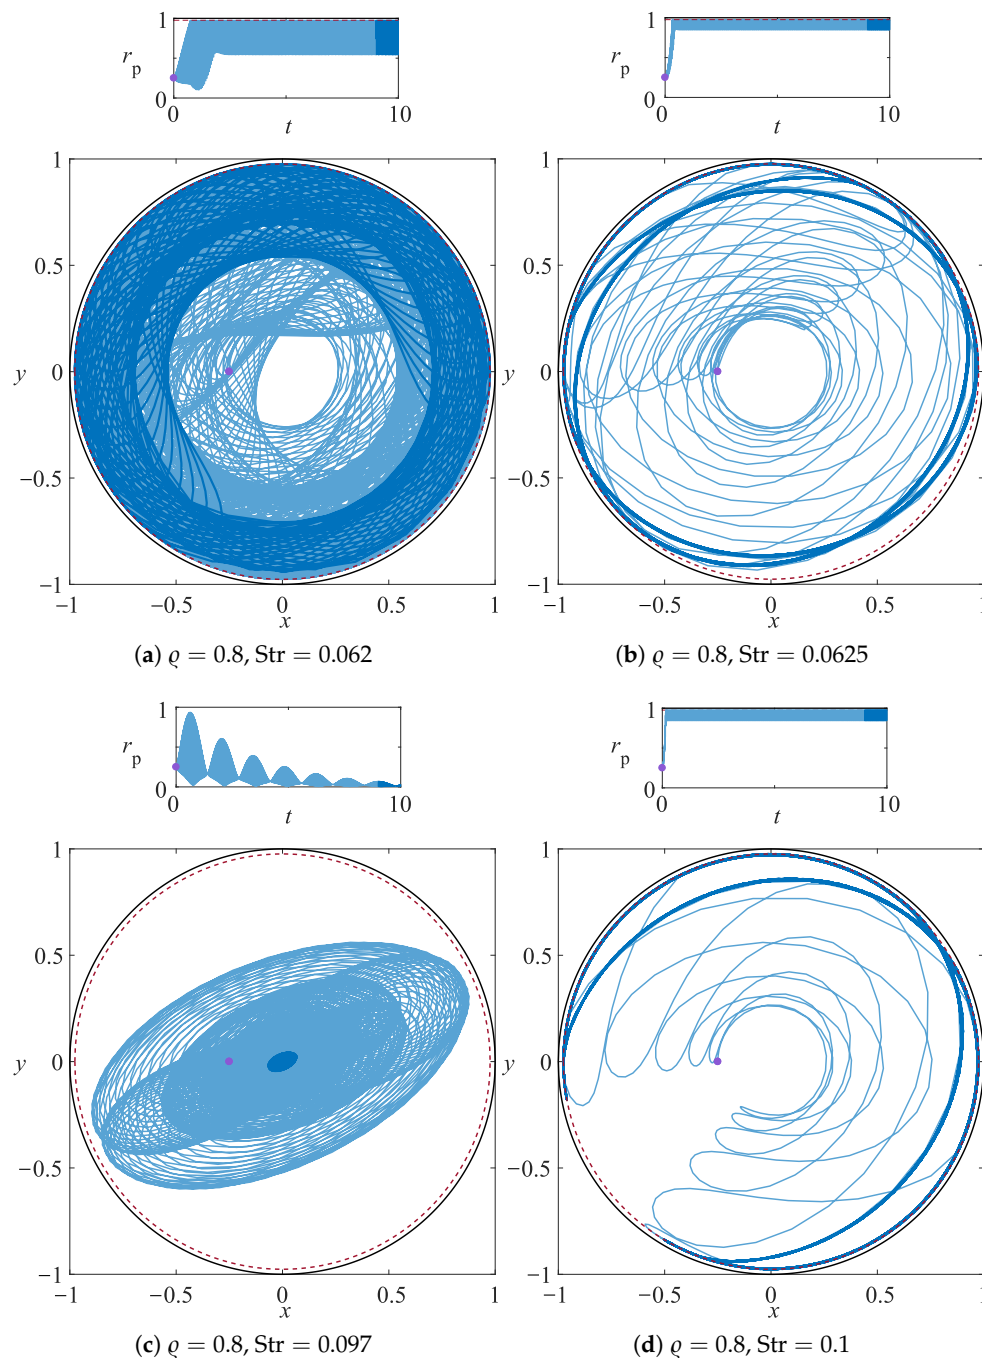 1 1
r_p r_p
0 0
0 10 0 10
t t
1 1
0.5 0.5
y 0 y 0
−0.5 −0.5
−1 −1
−1 −0.5 0 0.5 1 −1 −0.5 0 0.5 1
x x
(a) ϱ = 0.8, Str = 0.062 (b) ϱ = 0.8, Str = 0.0625
1 1
r_p r_p
0 0
0 10 0 10
t t
1 1
0.5 0.5
y 0 y 0
−0.5 −0.5
−1 −1
−1 −0.5 0 0.5 1 −1 −0.5 0 0.5 1
x x
(c) ϱ = 0.8, Str = 0.097 (d) ϱ = 0.8, Str = 0.1